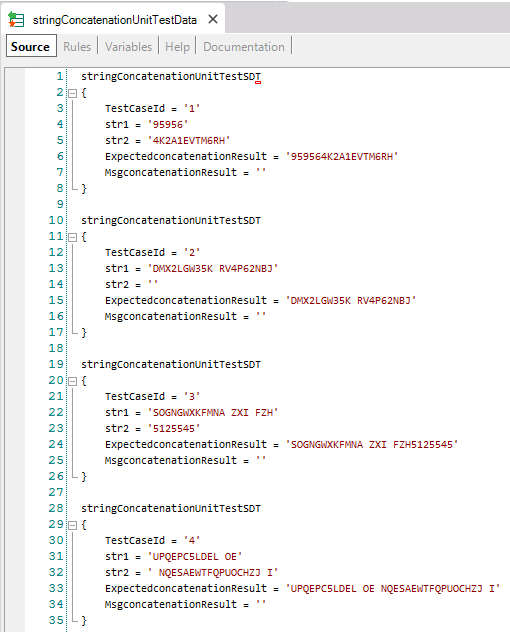 stringConcatenationUnitTestData ×
Source Rules Variables Help Documentation
1 stringConcatenationUnitTestSDT
2 {
3 TestCaseId = '1'
4 str1 = '95956'
5 str2 = '4K2A1EVTM6RH'
6 ExpectedconcatenationResult = '959564K2A1EVTM6RH'
7 MsgconcatenationResult = ''
8 }
9
10 stringConcatenationUnitTestSDT
11 {
12 TestCaseId = '2'
13 str1 = 'DMX2LGW35K RV4P62NBJ'
14 str2 = ''
15 ExpectedconcatenationResult = 'DMX2LGW35K RV4P62NBJ'
16 MsgconcatenationResult = ''
17 }
18
19 stringConcatenationUnitTestSDT
20 {
21 TestCaseId = '3'
22 str1 = 'SOGNGWXKFMNA ZXI FZH'
23 str2 = '5125545'
24 ExpectedconcatenationResult = 'SOGNGWXKFMNA ZXI FZH5125545'
25 MsgconcatenationResult = ''
26 }
27
28 stringConcatenationUnitTestSDT
29 {
30 TestCaseId = '4'
31 str1 = 'UPQEPC5LDEL OE'
32 str2 = ' NQESAEWTFQPUOCHZJ I'
33 ExpectedconcatenationResult = 'UPQEPC5LDEL OE NQESAEWTFQPUOCHZJ I'
34 MsgconcatenationResult = ''
35 }